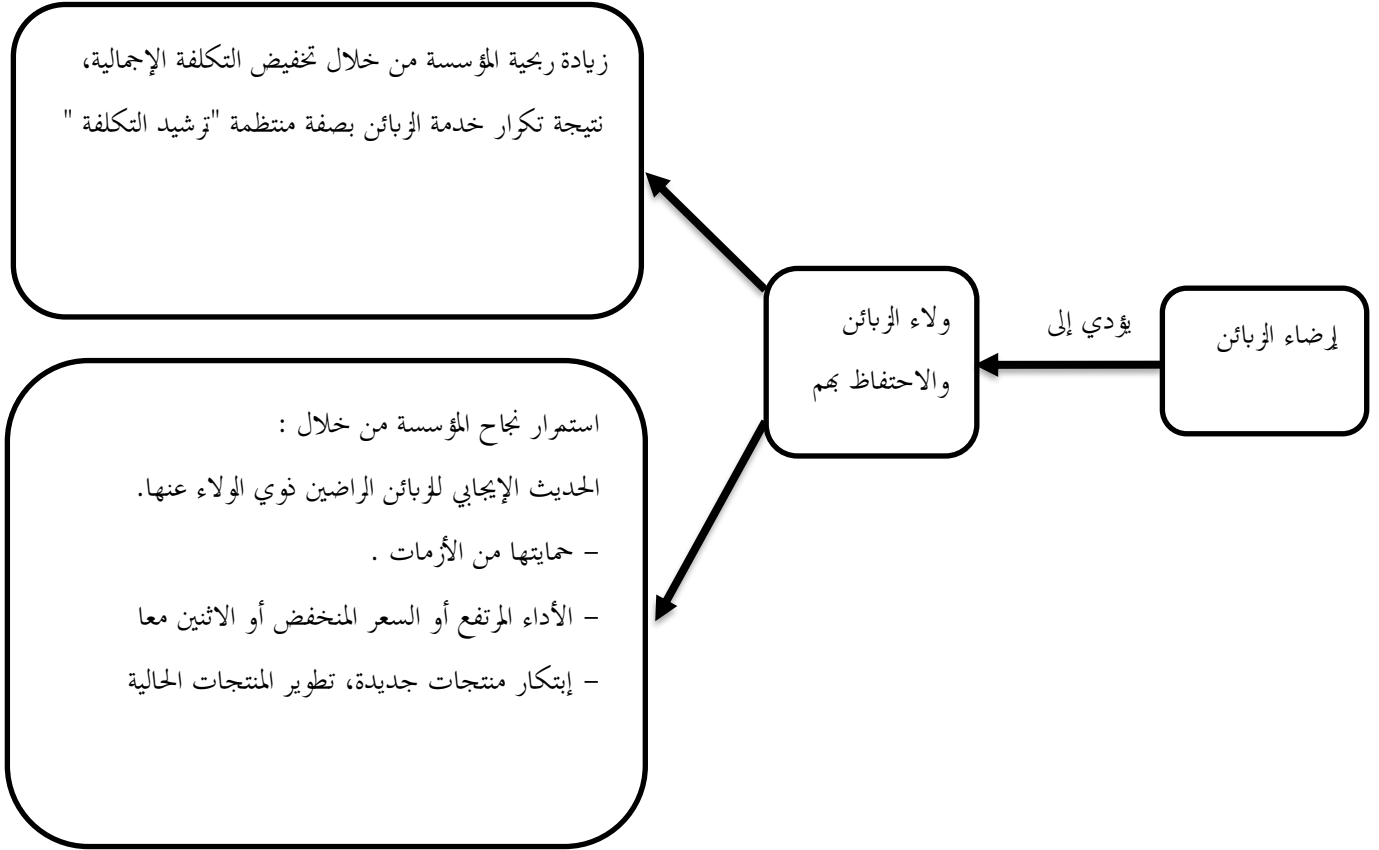 إرضاء الزبائن
يؤدي إلى
ولاء الزبائن
والاحتفاظ بهم
زيادة ربحية المؤسسة من خلال تخفيض التكلفة الإجمالية،
نتيجة تكرار خدمة الزبائن بصفة منتظمة "ترشيد التكلفة "
استمرار نجاح المؤسسة من خلال :
الحديث الإيجابي للزبائن الراضين ذوي الولاء عنها.
– حمايتها من الأزمات .
– الأداء المرتفع أو السعر المنخفض أو الاثنين معا
– إبتكار منتجات جديدة، تطوير المنتجات الحالية